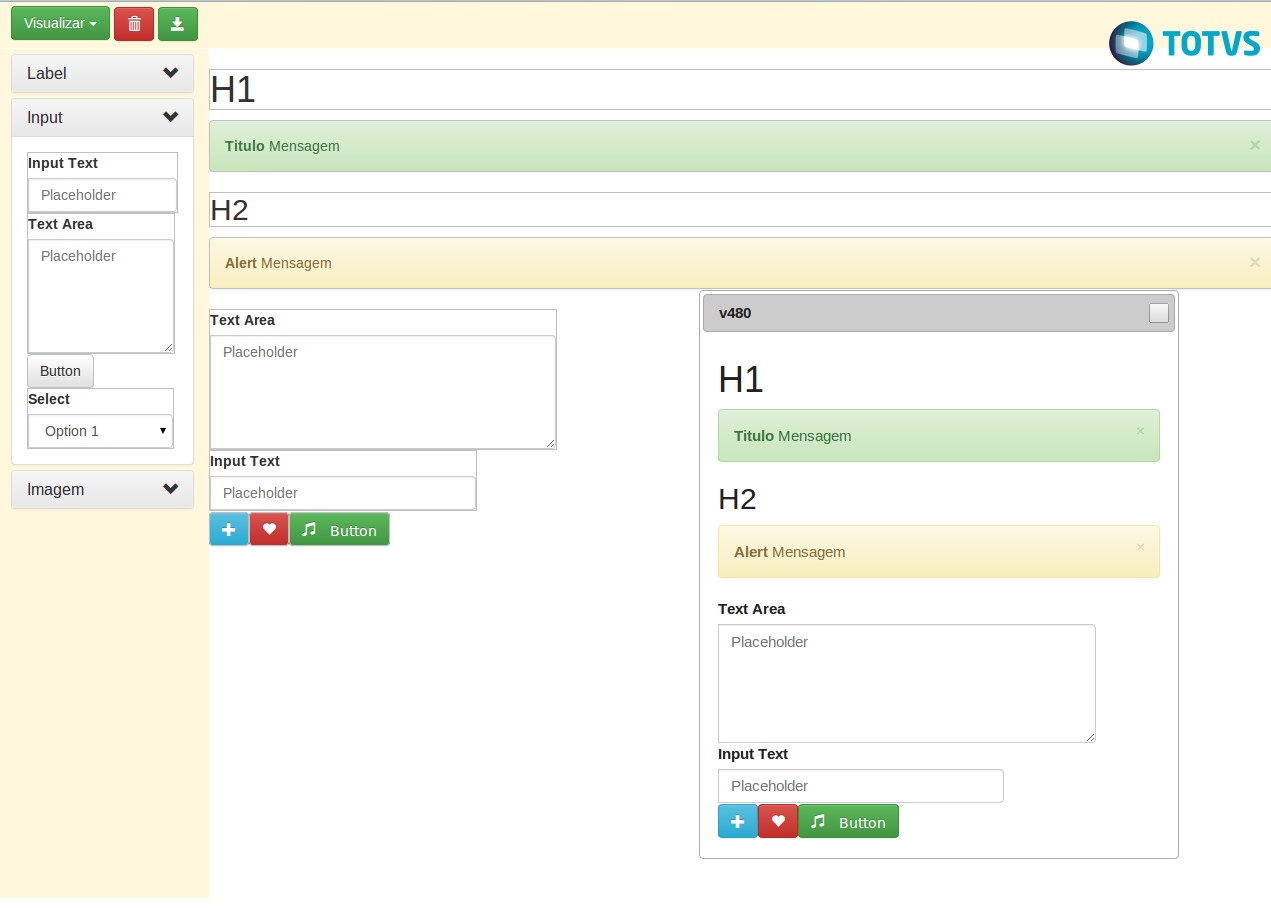 Visualizar
TOTVS
Label
Input
Input Text
Placeholder
Text Area
Placeholder
Button
Select
Option 1
Imagem
H1
Titulo Mensagem
×
H2
Alert Mensagem
×
Text Area
Placeholder
Input Text
Placeholder
Button
v480
H1
Titulo Mensagem
×
H2
Alert Mensagem
×
Text Area
Placeholder
Input Text
Placeholder
Button